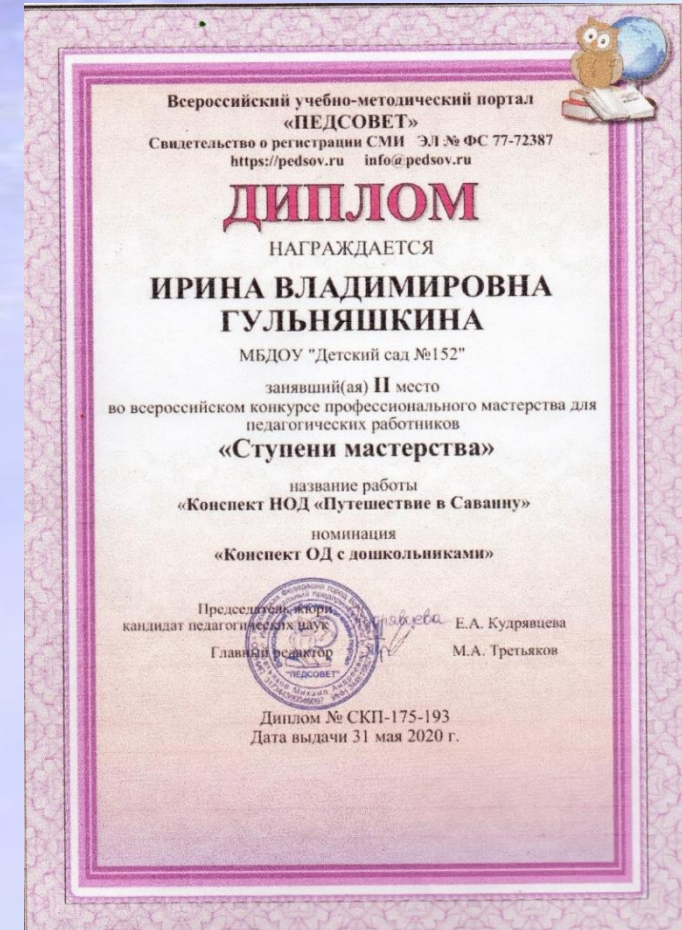 Всероссийский учебно-методический портал
«ПЕДСОВЕТ»
Свидетельство о регистрации СМИ ЭЛ № ФС 77-72387
https://pedsov.ru info@pedsov.ru
ДИПЛОМ
НАГРАЖДАЕТСЯ
ИРИНА ВЛАДИМИРОВНА
ГУЛЬНЯШКИНА
МБДОУ "Детский сад №152"
занявший(ая) II место
во всероссийском конкурсе профессионального мастерства для
педагогических работников
«Ступени мастерства»
название работы
«Конспект НОД «Путешествие в Саванну»
номинация
«Конспект ОД с дошкольниками»
Председатель жюри
кандидат педагогических наук Е.А. Кудрявцева
Главный редактор М.А. Третьяков
"ПЕДСОВЕТ"
Диплом № СКП-175-193
Дата выдачи 31 мая 2020 г.